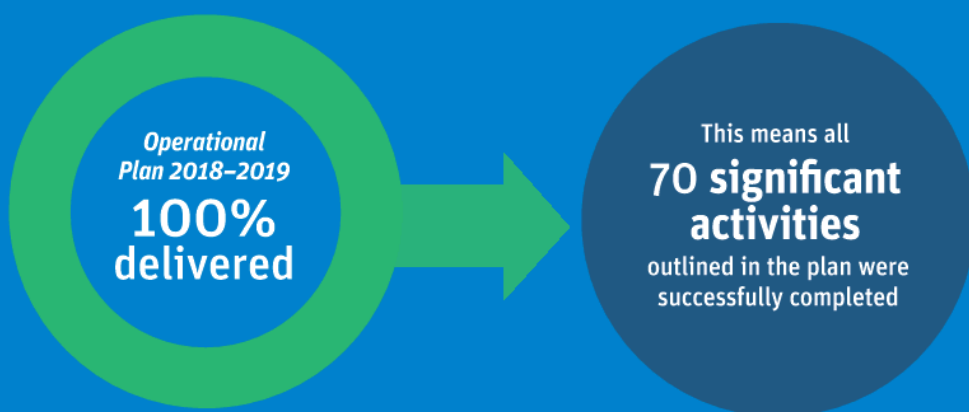 Operational
Plan 2018–2019
100%
delivered
This means all
70 significant
activities
outlined in the plan were
successfully completed